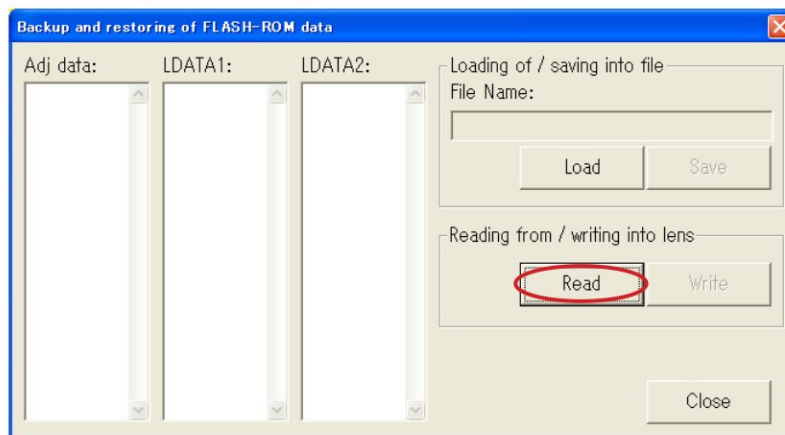 Backup and restoring of FLASH-ROM data
Adj data:
LDATA1:
LDATA2:
Loading of / saving into file
File Name:
Load
Save
Reading from / writing into lens
Read
Write
Close